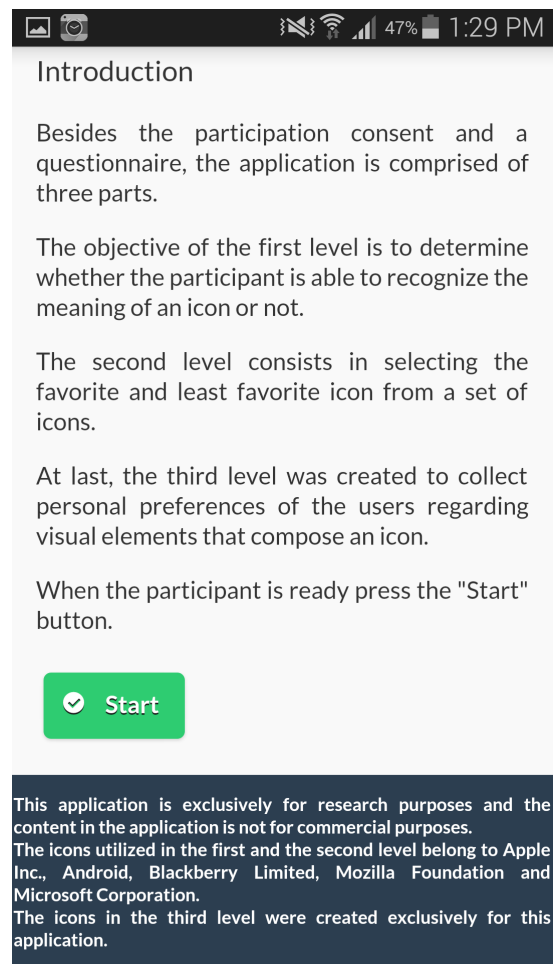 47% 1:29 PM
Introduction
Besides the participation consent and a
questionnaire, the application is comprised of
three parts.
The objective of the first level is to determine
whether the participant is able to recognize the
meaning of an icon or not.
The second level consists in selecting the
favorite and least favorite icon from a set of
icons.
At last, the third level was created to collect
personal preferences of the users regarding
visual elements that compose an icon.
When the participant is ready press the "Start"
button.
Start
This application is exclusively for research purposes and the
content in the application is not for commercial purposes.
The icons utilized in the first and the second level belong to Apple
Inc., Android, Blackberry Limited, Mozilla Foundation and
Microsoft Corporation.
The icons in the third level were created exclusively for this
application.